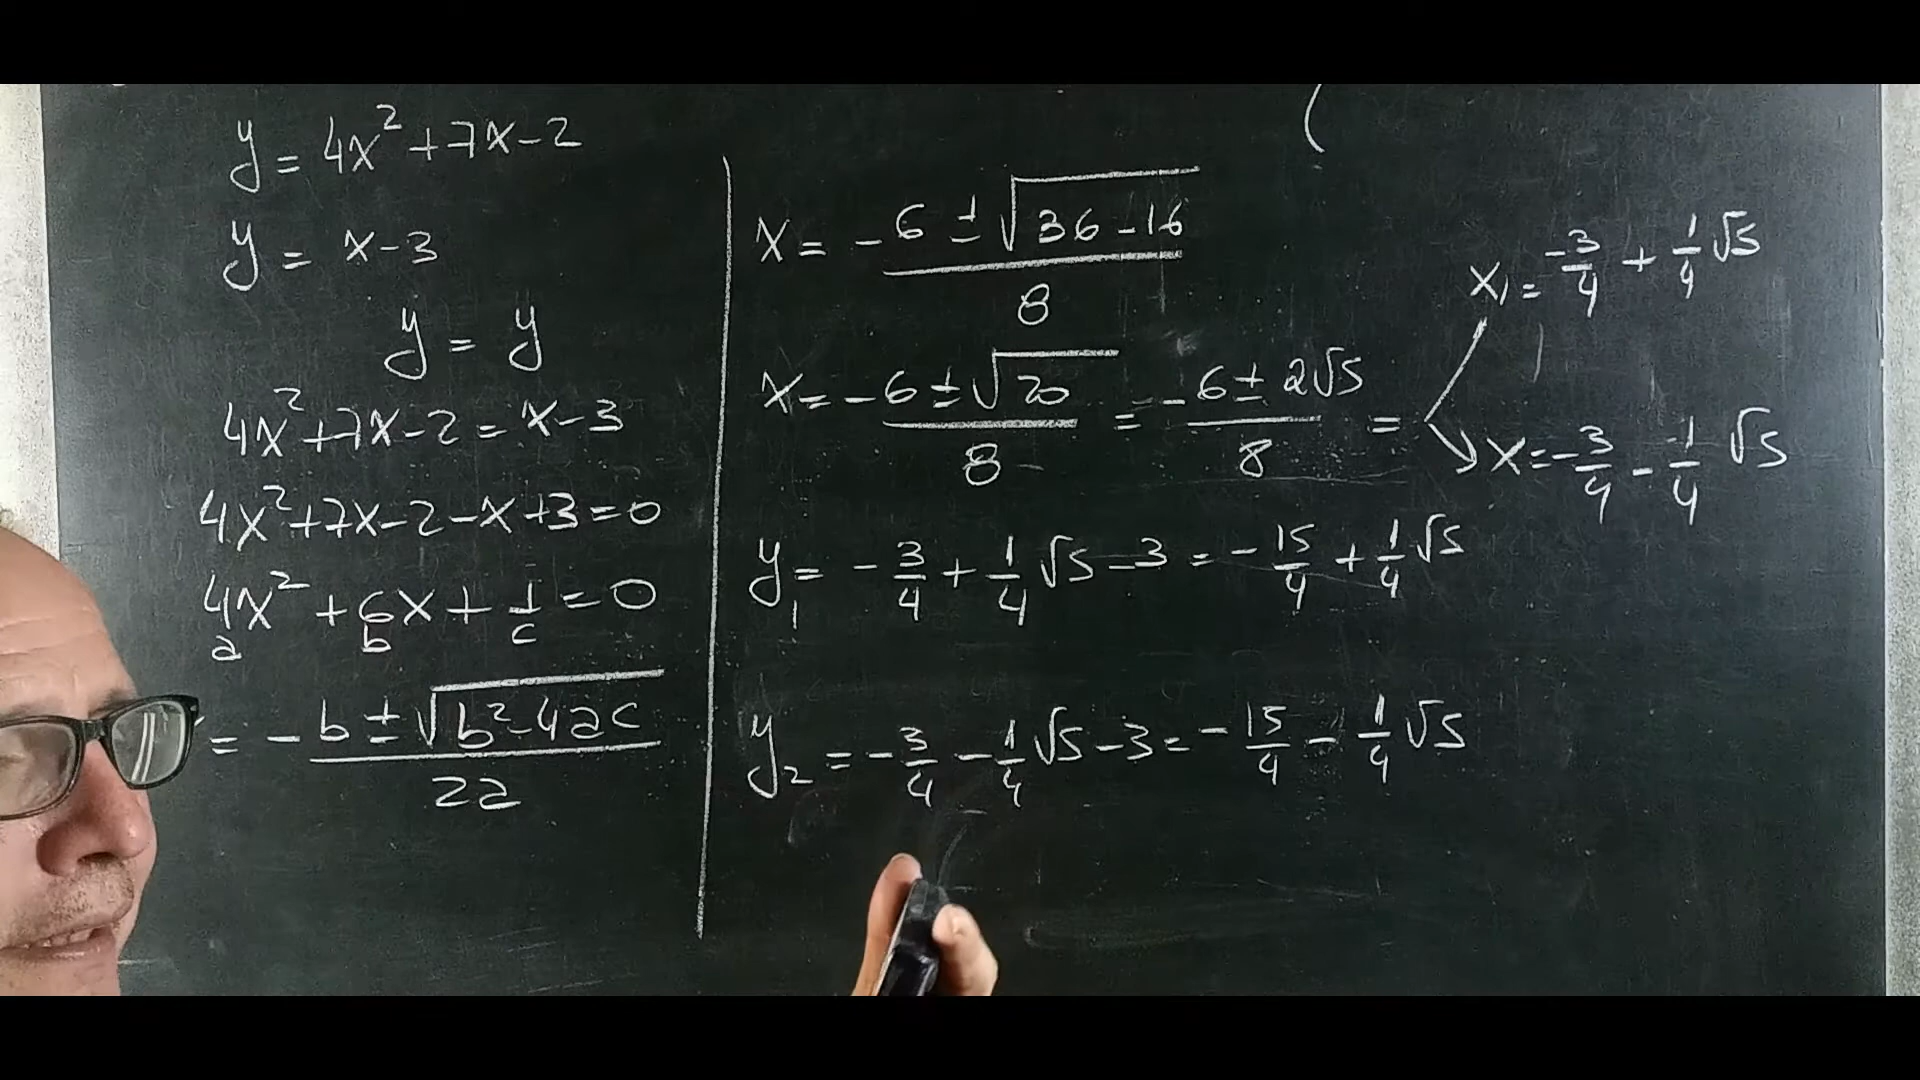 y = 4x² + 7x - 2
y = x - 3
y = y
4x² + 7x - 2 = x - 3
4x² + 7x - 2 - x + 3 = 0
4x² + 6x + 1 = 0
a b c
= -b ± √(b² - 4ac) / 2a
x = -6 ± √(36 - 16) / 8
x = -6 ± √20 / 8 = -6 ± 2√5 / 8 =
x₁ = -3/4 + 1/4 √5
x = -3/4 - 1/4 √5
y₁ = -3/4 + 1/4 √5 - 3 = -15/4 + 1/4 √5
y₂ = -3/4 - 1/4 √5 - 3 = -15/4 - 1/4 √5
(